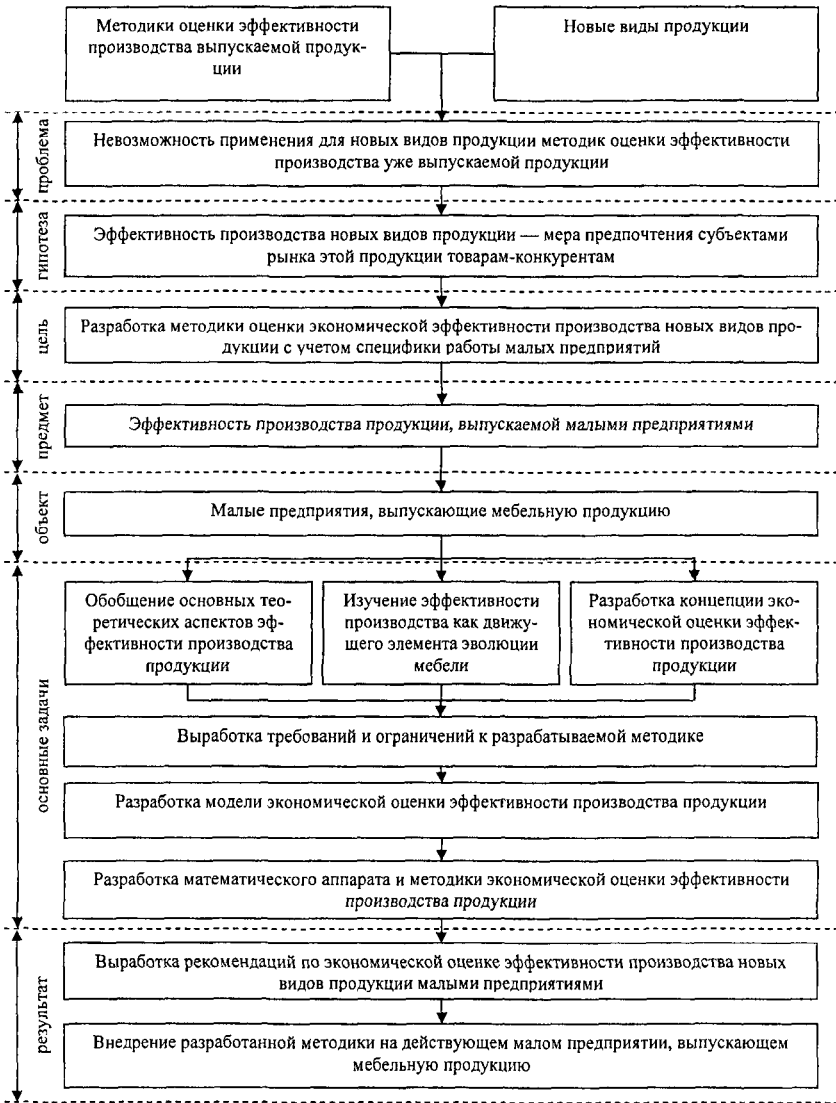 Методики оценки эффективности
производства выпускаемой продук-
ции
Новые виды продукции
проблема
Невозможность применения для новых видов продукции методик оценки эффективности
производства уже выпускаемой продукции
гипотеза
Эффективность производства новых видов продукции — мера предпочтения субъектами
рынка этой продукции товарам-конкурентам
цель
Разработка методики оценки экономической эффективности производства новых видов про-
дукции с учетом специфики работы малых предприятий
предмет
Эффективность производства продукции, выпускаемой малыми предприятиями
объект
Малые предприятия, выпускающие мебельную продукцию
основные задачи
Обобщение основных тео-
ретических аспектов эф-
фективности производства
продукции
Изучение эффективности
производства как движу-
щего элемента эволюции
мебели
Разработка концепции эко-
номической оценки эффек-
тивности производства
продукции
Выработка требований и ограничений к разрабатываемой методике
Разработка модели экономической оценки эффективности производства продукции
Разработка математического аппарата и методики экономической оценки эффективности
производства продукции
результат
Выработка рекомендаций по экономической оценке эффективности производства новых
видов продукции малыми предприятиями
Внедрение разработанной методики на действующем малом предприятии, выпускающем
мебельную продукцию